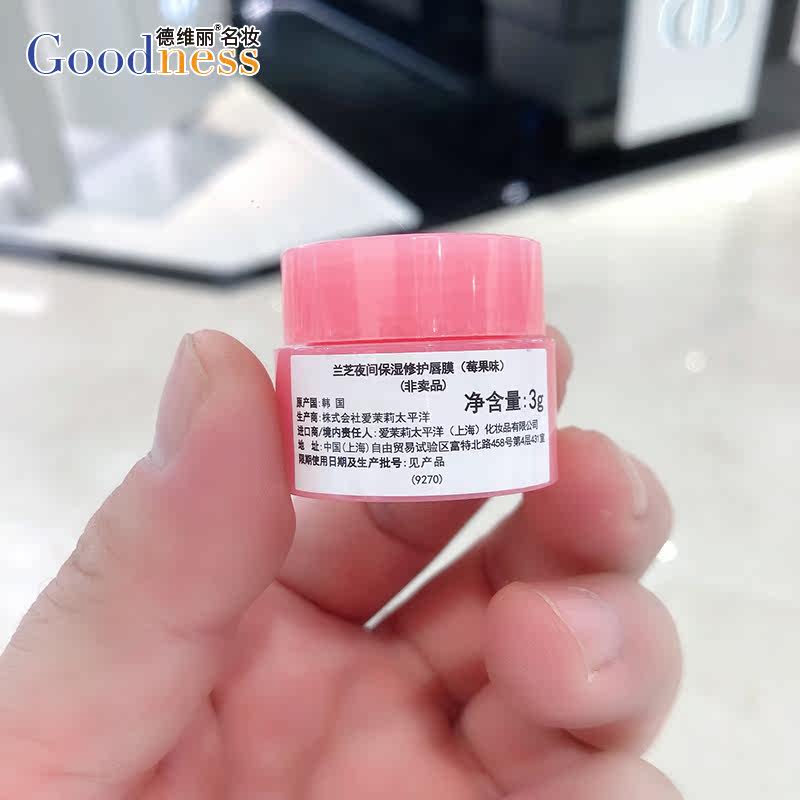 德维丽®名妆
Goodness
兰芝夜间保湿修护唇膜（莓果味）
(非卖品)
净含量:3g
原产国:韩 国
生产商:株式会社爱茉莉太平洋
进口商/境内责任人:爱茉莉太平洋（上海）化妆品有限公司
地 址:中国(上海)自由贸易试验区富特北路458号第4层431室
限期使用日期及生产批号:见产品
(9270)